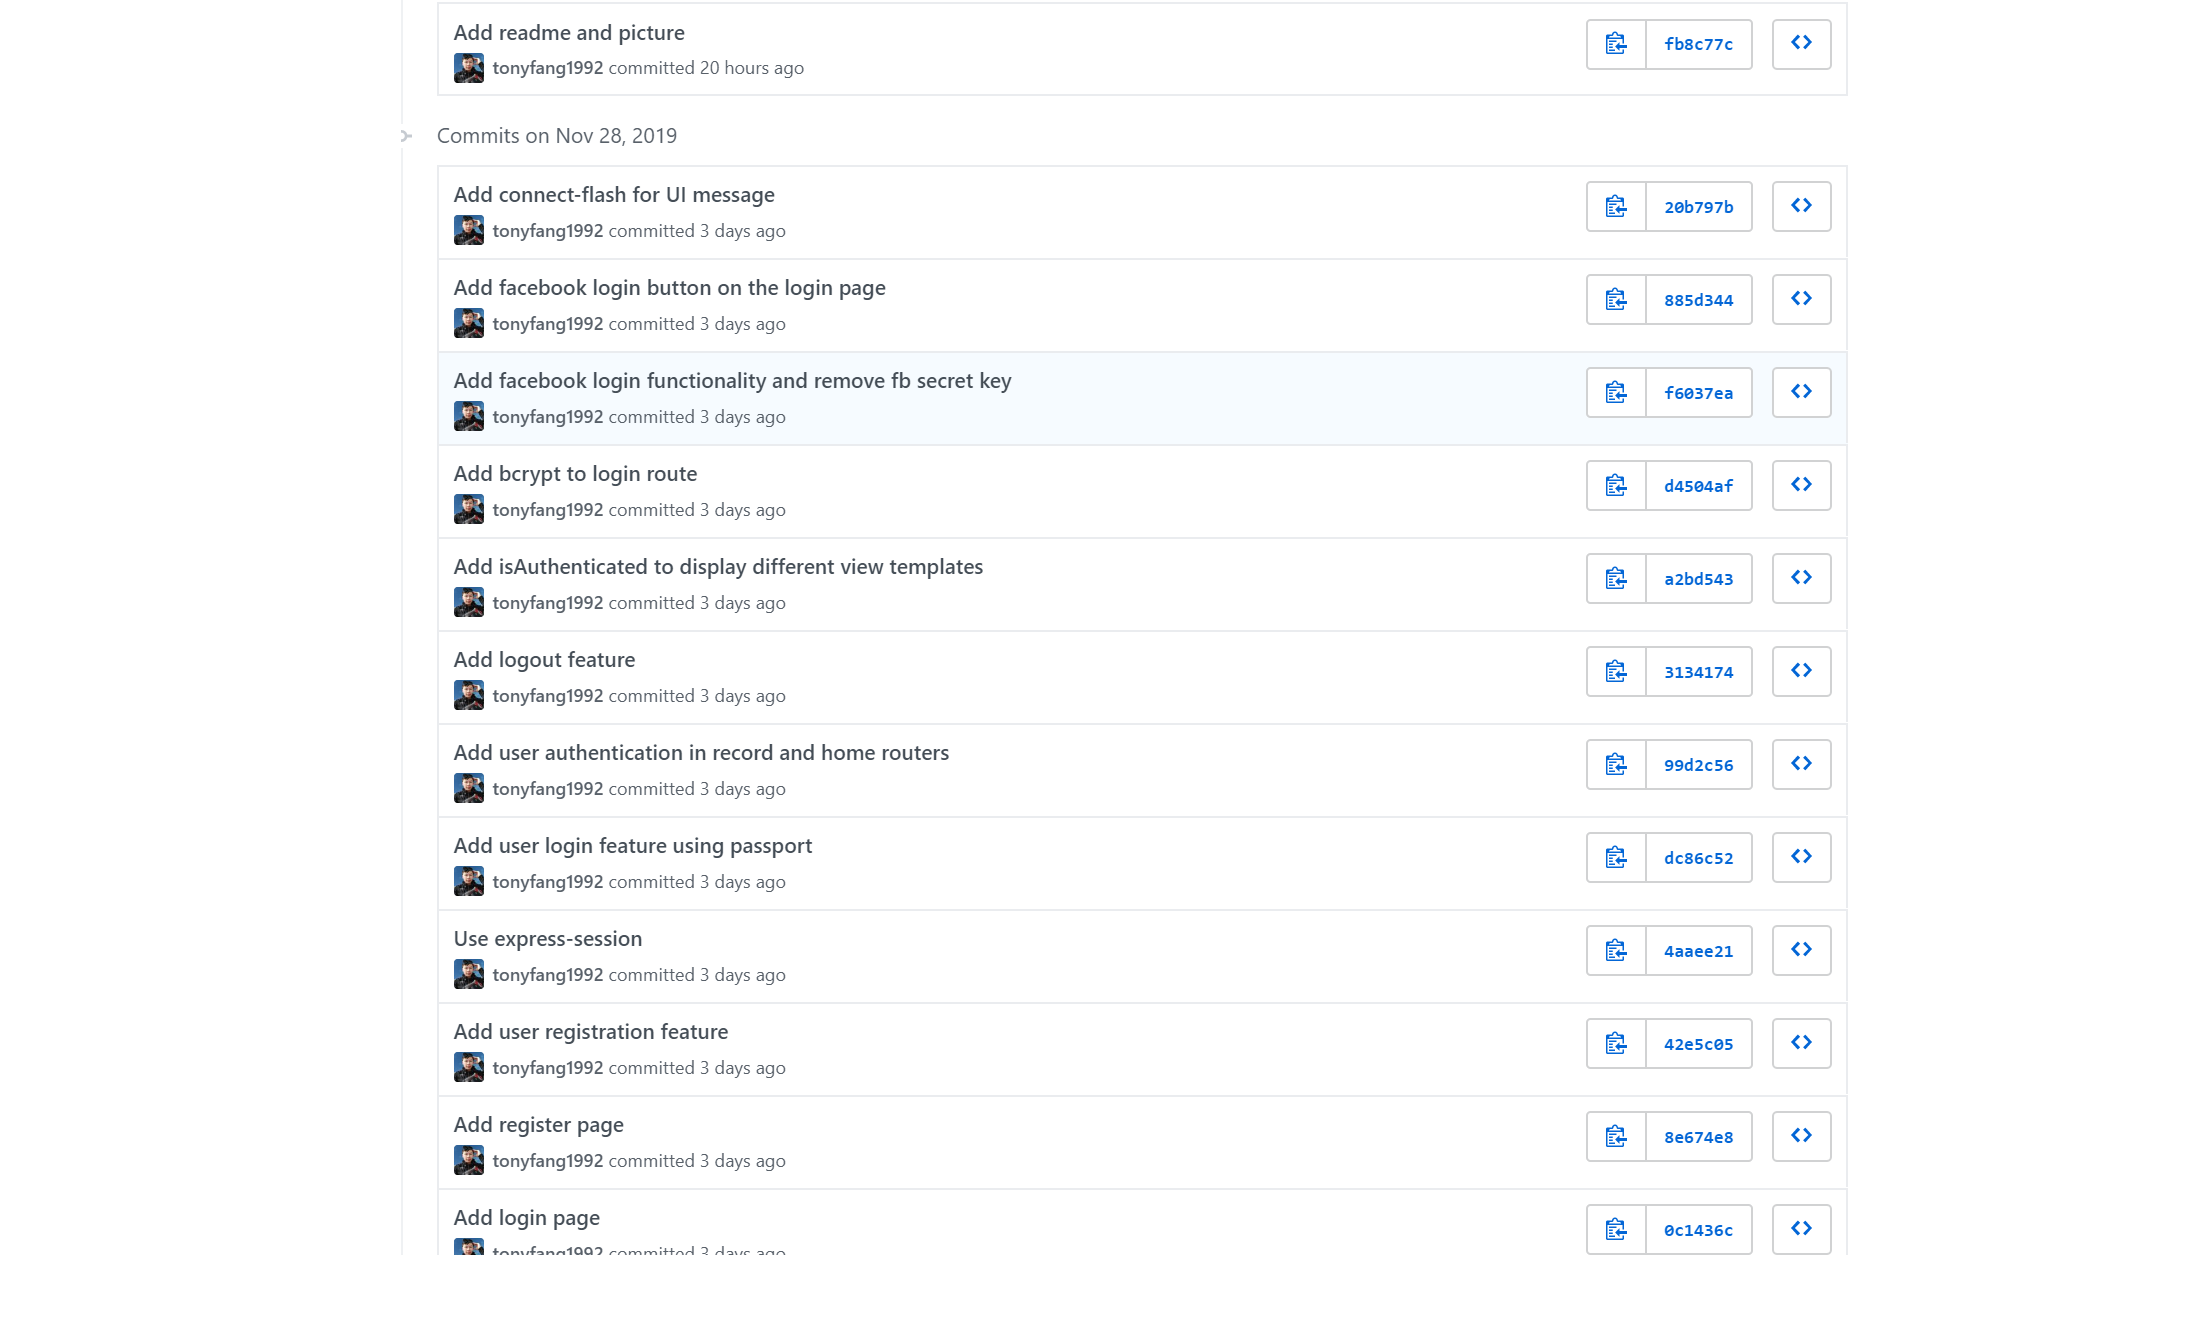 Add readme and picture
fb8c77c
tonyfang1992 committed 20 hours ago
Commits on Nov 28, 2019
Add connect-flash for UI message
20b797b
tonyfang1992 committed 3 days ago
Add facebook login button on the login page
885d344
tonyfang1992 committed 3 days ago
Add facebook login functionality and remove fb secret key
f6037ea
tonyfang1992 committed 3 days ago
Add bcrypt to login route
d4504af
tonyfang1992 committed 3 days ago
Add isAuthenticated to display different view templates
a2bd543
tonyfang1992 committed 3 days ago
Add logout feature
3134174
tonyfang1992 committed 3 days ago
Add user authentication in record and home routers
99d2c56
tonyfang1992 committed 3 days ago
Add user login feature using passport
dc86c52
tonyfang1992 committed 3 days ago
Use express-session
4aaee21
tonyfang1992 committed 3 days ago
Add user registration feature
42e5c05
tonyfang1992 committed 3 days ago
Add register page
8e674e8
tonyfang1992 committed 3 days ago
Add login page
0c1436c
tonyfang1992 committed 3 days ago